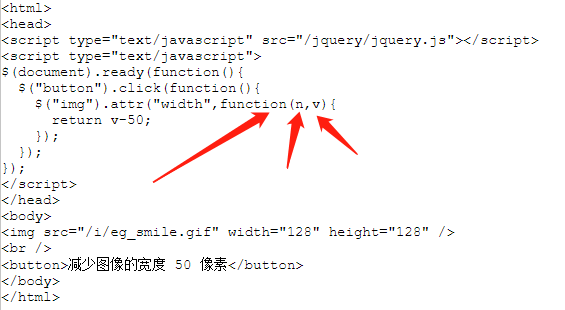 <html>
<head>
<script type="text/javascript" src="/jquery/jquery.js"></script>
<script type="text/javascript">
$(document).ready(function(){
  $("button").click(function(){
    $("img").attr("width",function(n,v){
      return v-50;
    });
  });
});
</script>
</head>
<body>
<img src="/i/eg_smile.gif" width="128" height="128" />
<br />
<button>减少图像的宽度 50 像素</button>
</body>
</html>